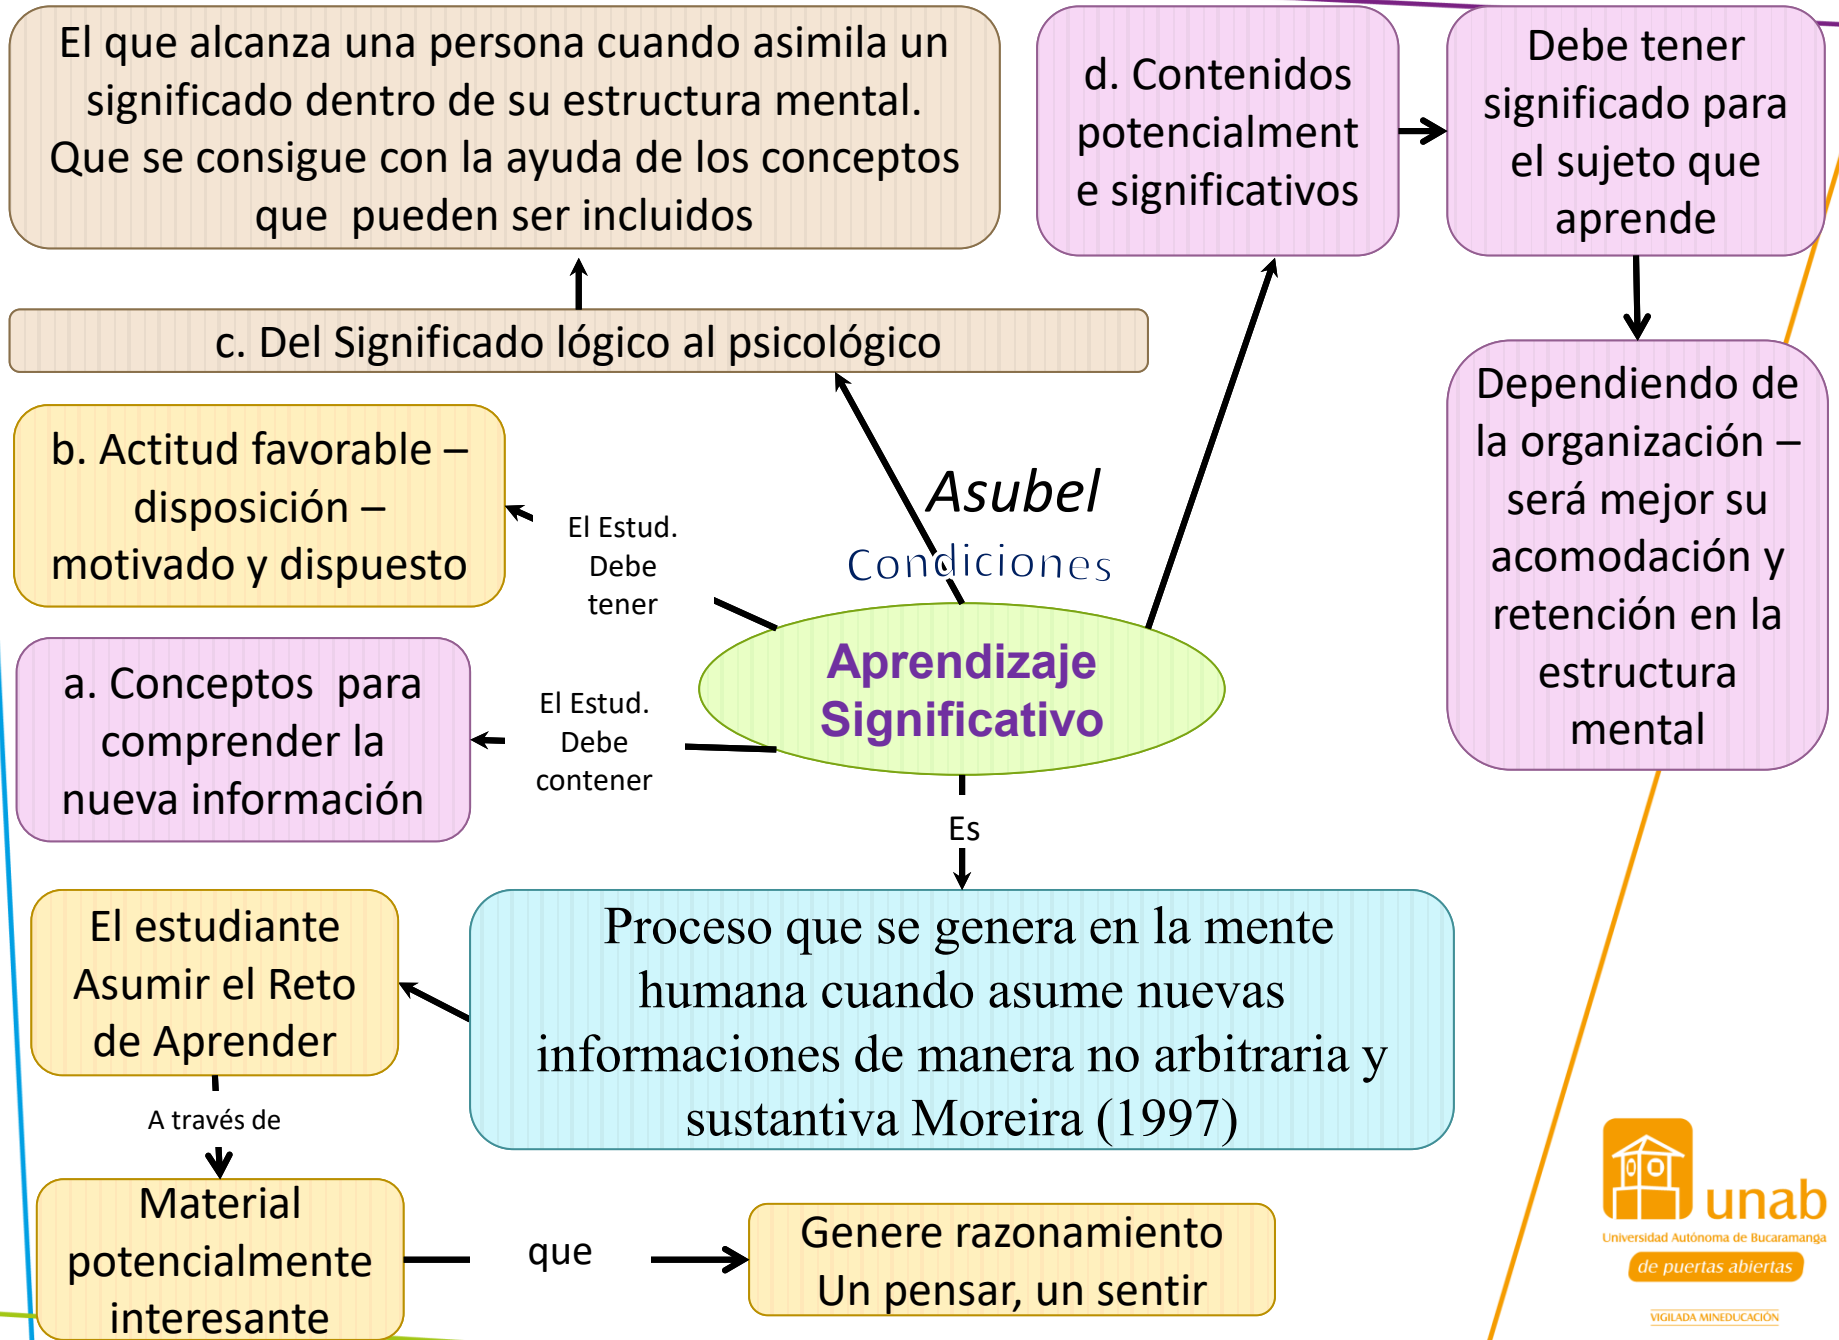 El que alcanza una persona cuando asimila un
significado dentro de su estructura mental.
Que se consigue con la ayuda de los conceptos
que pueden ser incluidos
d. Contenidos
potencialment
e significativos
Debe tener
significado para
el sujeto que
aprende
c. Del Significado lógico al psicológico
Dependiendo de
la organización –
será mejor su
acomodación y
retención en la
estructura
mental
b. Actitud favorable –
disposición –
motivado y dispuesto
El Estud.
Debe
tener
Asubel
Condiciones
Aprendizaje
Significativo
a. Conceptos para
comprender la
nueva información
El Estud.
Debe
contener
Es
Proceso que se genera en la mente
humana cuando asume nuevas
informaciones de manera no arbitraria y
sustantiva Moreira (1997)
El estudiante
Asumir el Reto
de Aprender
A través de
Material
potencialmente
interesante
que
Genere razonamiento
Un pensar, un sentir
unab
Universidad Autónoma de Bucaramanga
de puertas abiertas
VIGILADA MINEDUCACIÓN